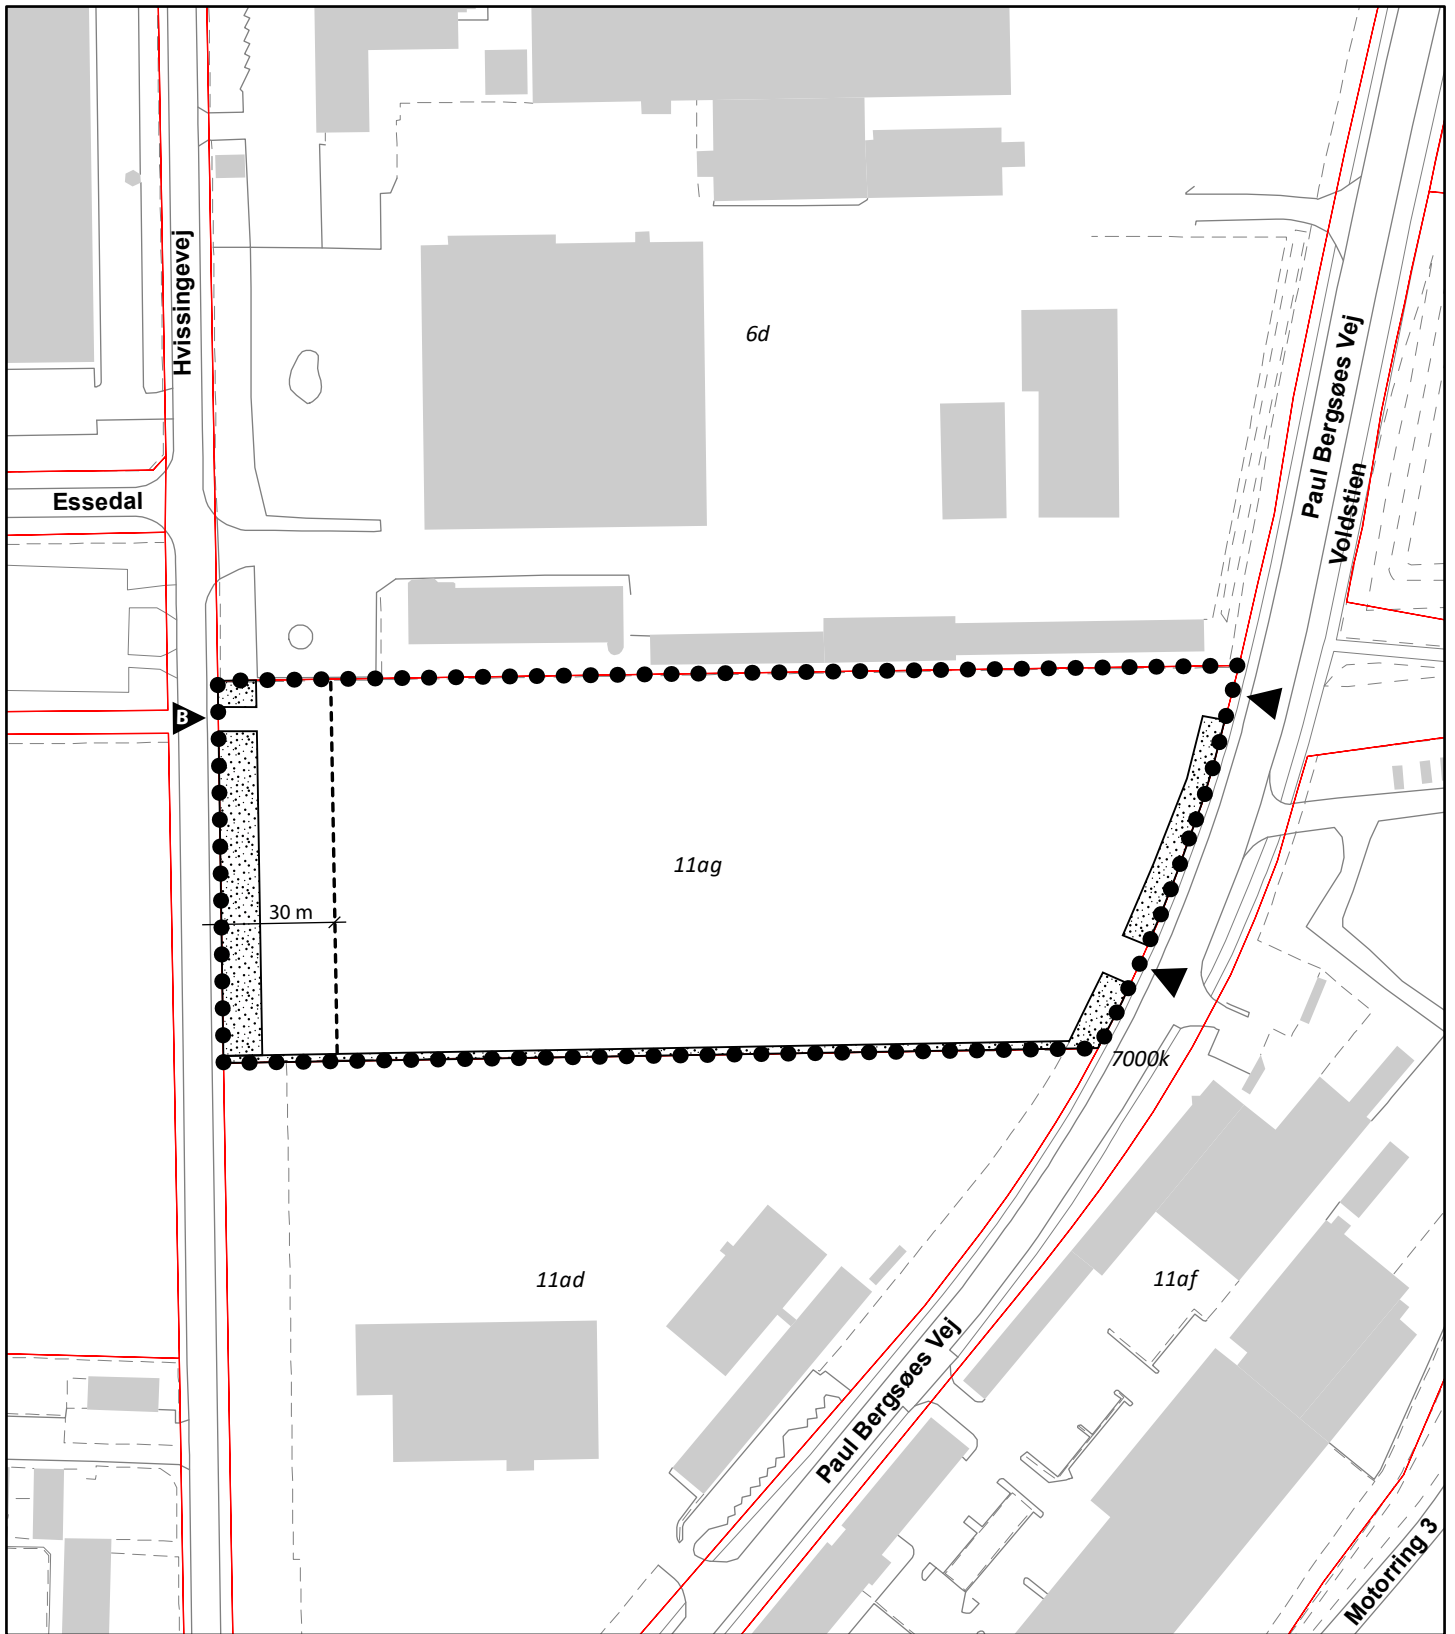 Hvissingevej
6d
Paul Bergsøes Vej
Voldstien
Essedal
B
11ag
30 m
7000k
11ad
11af
Paul Bergsøes Vej
Motorring 3